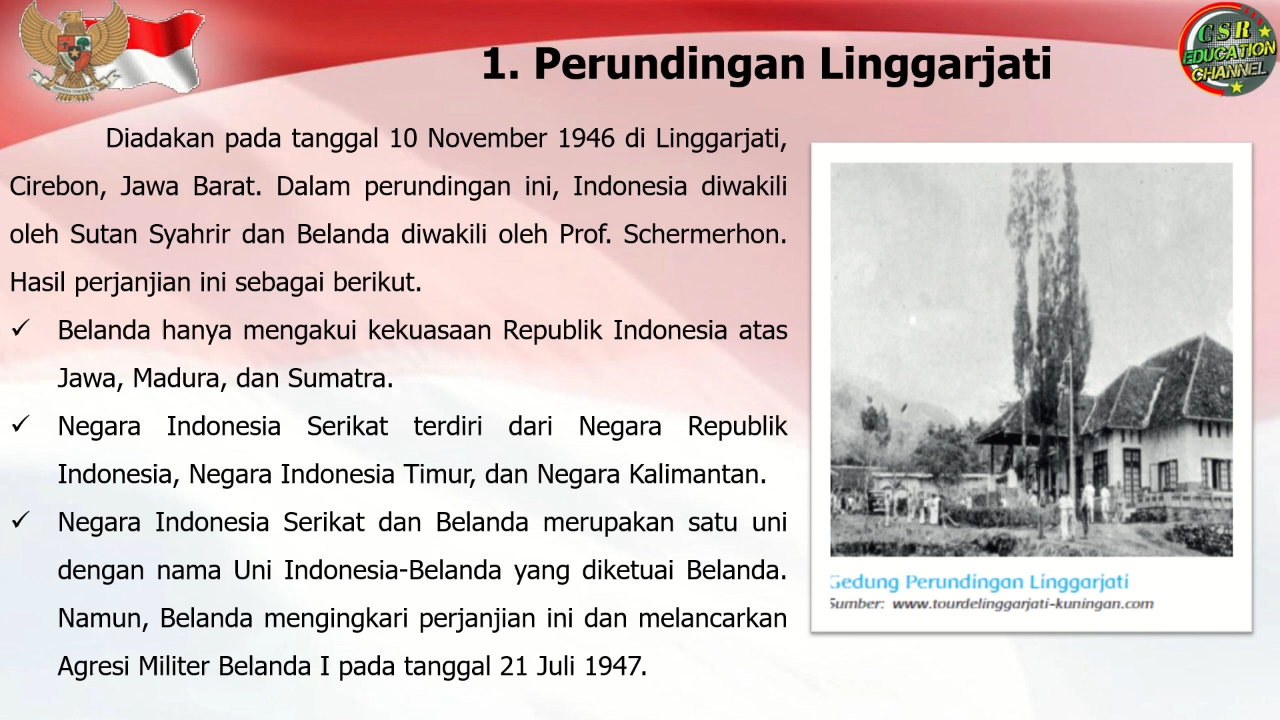 1. Perundingan Linggarjati
CSR
EDUCATION
CHANNEL
Diadakan pada tanggal 10 November 1946 di Linggarjati,
Cirebon, Jawa Barat. Dalam perundingan ini, Indonesia diwakili
oleh Sutan Syahrir dan Belanda diwakili oleh Prof. Schermerhon.
Hasil perjanjian ini sebagai berikut.
✓ Belanda hanya mengakui kekuasaan Republik Indonesia atas
Jawa, Madura, dan Sumatra.
✓ Negara Indonesia Serikat terdiri dari Negara Republik
Indonesia, Negara Indonesia Timur, dan Negara Kalimantan.
✓ Negara Indonesia Serikat dan Belanda merupakan satu uni
dengan nama Uni Indonesia-Belanda yang diketuai Belanda.
Namun, Belanda mengingkari perjanjian ini dan melancarkan
Agresi Militer Belanda I pada tanggal 21 Juli 1947.
Gedung Perundingan Linggarjati
Sumber: www.tourdelinggarjati-kuningan.com